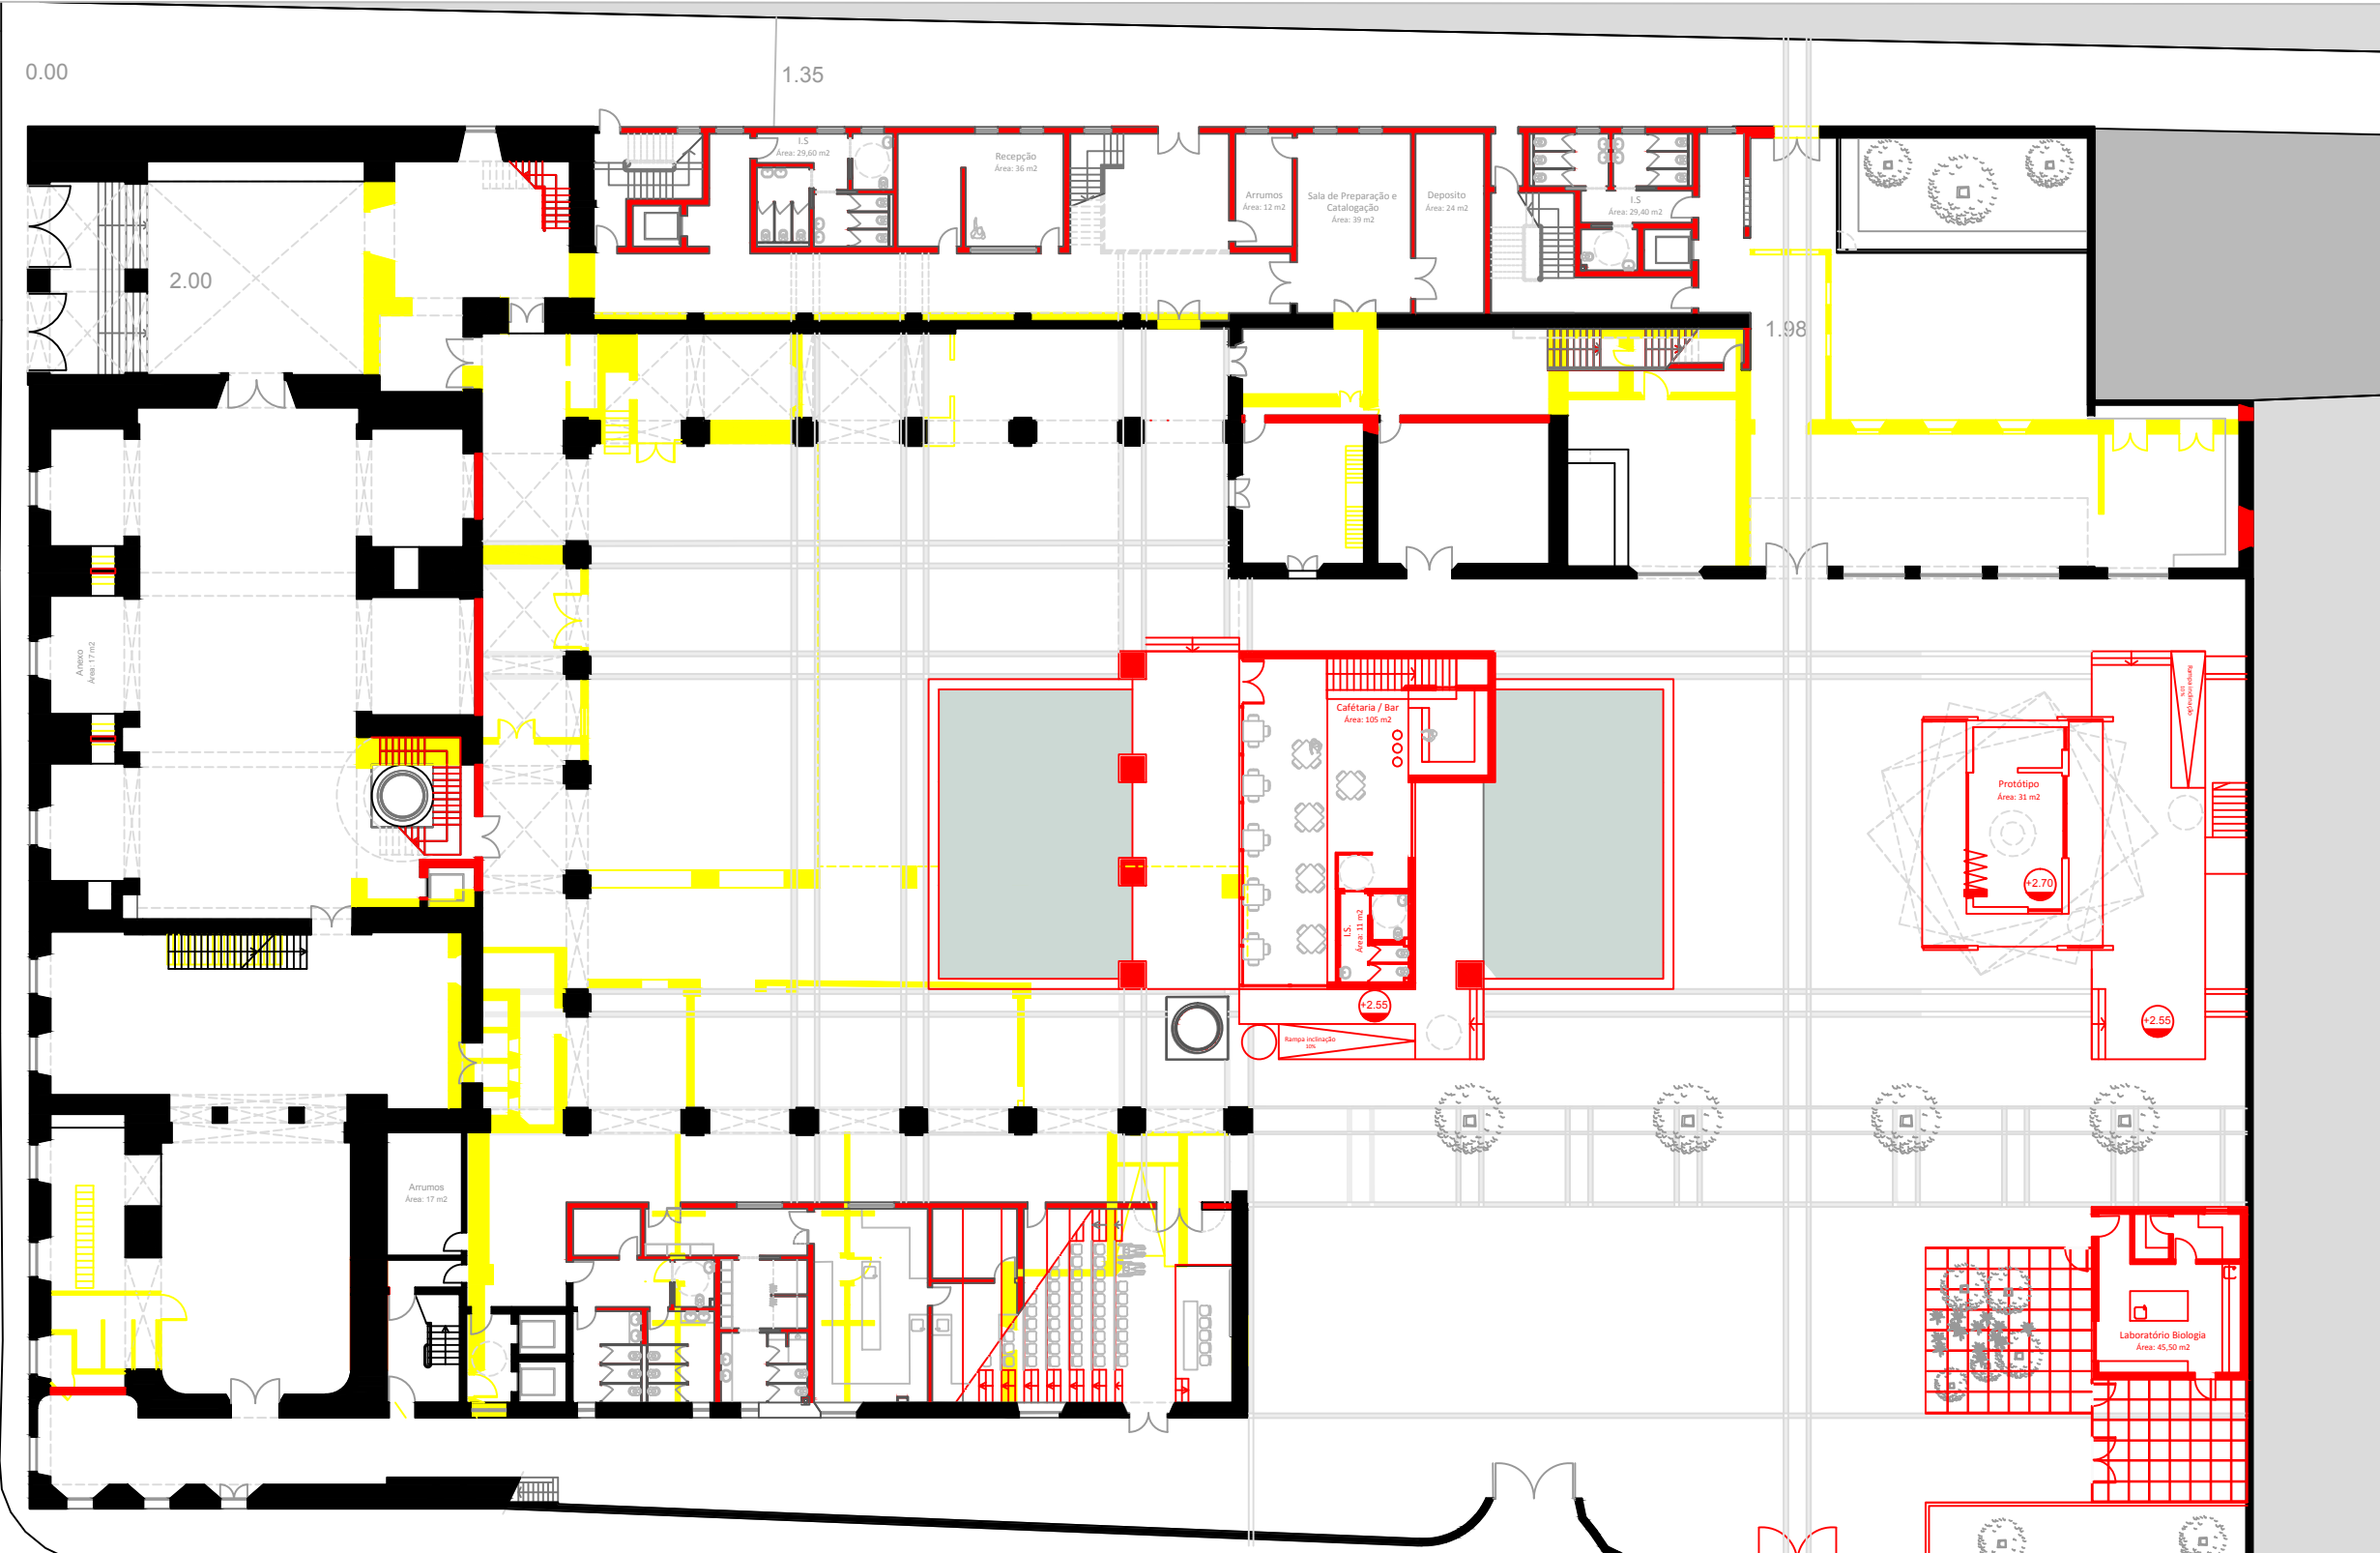 0.00
1.35
I.S
Área: 29,60 m2
Recepção
Área: 36 m2
Arrumos
Área: 12 m2
Sala de Preparação e
Catalogação
Área: 39 m2
Deposito
Área: 24 m2
I.S
Área: 29,40 m2
2.00
1.98
Anexo
Área: 17 m2
Cafétaria / Bar
Área: 105 m2
I.S.
Área: 11 m2
+2.55
Rampa inclinação
10%
Rampa inclinação
10%
Protótipo
Área: 31 m2
+2.70
+2.55
Arrumos
Área: 17 m2
Laboratório Biologia
Área: 45,50 m2